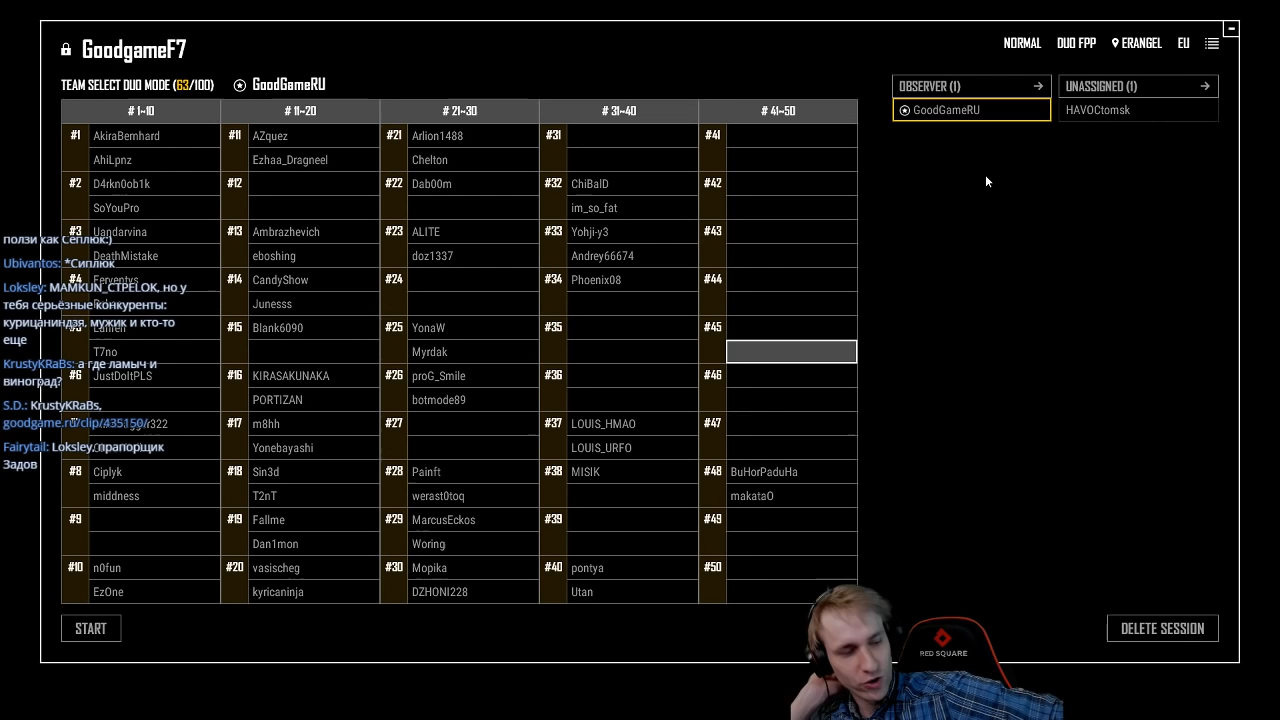 GoodgameF7
NORMAL DUO FPP ERANGEL EU
TEAM SELECT DUO MODE (63/100) GoodGameRU
OBSERVER (1) UNASSIGNED (1)
GoodGameRU HAVOCtomsk
# 1~10 # 11~20 # 21~30 # 31~40 # 41~50
#1 AkiraBernhard #11 AZquez #21 Arlion1488 #31 #41
AhiLpnz Ezhaa_Dragneel Chelton
#2 D4rkn0ob1k #12 #22 Dab00m #32 ChiBalD #42
SoYouPro im_so_fat
#3 Uandarvina #13 Ambrazhevich #23 ALITE #33 Yohji-y3 #43
DeathMistake eboshing doz1337 Andrey66674
#4 Ferventys #14 CandyShow #24 #34 Phoenix08 #44
Junesss
#15 Blank6090 #25 YonaW #35 #45
T7no Myrdak
#6 JustDoItPLS #16 KIRASAKUNAKA #26 proG_Smile #36 #46
PORTIZAN botmode89
#17 m8hh #27 #37 LOUIS_HMAO #47
Yonebayashi LOUIS_URFO
#8 Ciplyk #18 Sin3d #28 Painft #38 MISIK #48 BuHorPaduHa
middness T2nT werast0toq makataO
#9 #19 Fallme #29 MarcusEckos #39 #49
Dan1mon Woring
#10 n0fun #20 vasischeg #30 Mopika #40 pontya #50
EzOne kyricaninja DZHONI228 Utan
ползи как Сеплюк:)
Ubivantos: *Сиплюк
Loksley: MAMKUN_CTPELOK, но у
тебя серьёзные конкуренты:
курицаниндзя, мужик и кто-то
еще
KrustyKRaBs: а где ламыч и
виноград?
S.D.: KrustyKRaBs,
goodgame.ru/clip/435150/
Fairytail: Loksley, прапорщик
Задов
START
DELETE SESSION
RED SQUARE